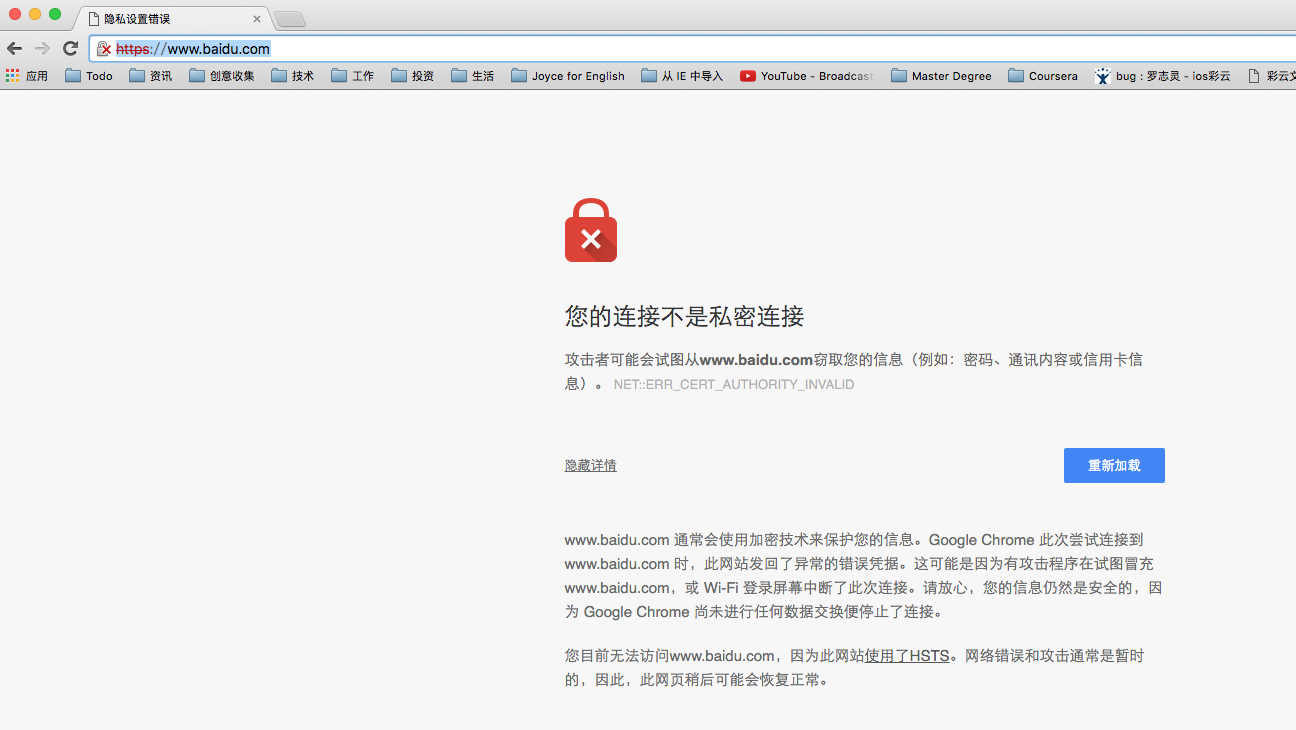 隐私设置错误
https://www.baidu.com
应用 Todo 资讯 创意收集 技术 工作 投资 生活 Joyce for English 从 IE 中导入 YouTube - Broadcast Master Degree Coursera bug : 罗志灵 - ios彩云 彩云文
您的连接不是私密连接
攻击者可能会试图从www.baidu.com窃取您的信息（例如：密码、通讯内容或信用卡信
息）。 NET::ERR_CERT_AUTHORITY_INVALID
隐藏详情 重新加载
www.baidu.com 通常会使用加密技术来保护您的信息。Google Chrome 此次尝试连接到
www.baidu.com 时，此网站发回了异常的错误凭据。这可能是因为有攻击程序在试图冒充
www.baidu.com，或 Wi-Fi 登录屏幕中断了此次连接。请放心，您的信息仍然是安全的，因
为 Google Chrome 尚未进行任何数据交换便停止了连接。
您目前无法访问www.baidu.com，因为此网站使用了HSTS。网络错误和攻击通常是暂时
的，因此，此网页稍后可能会恢复正常。